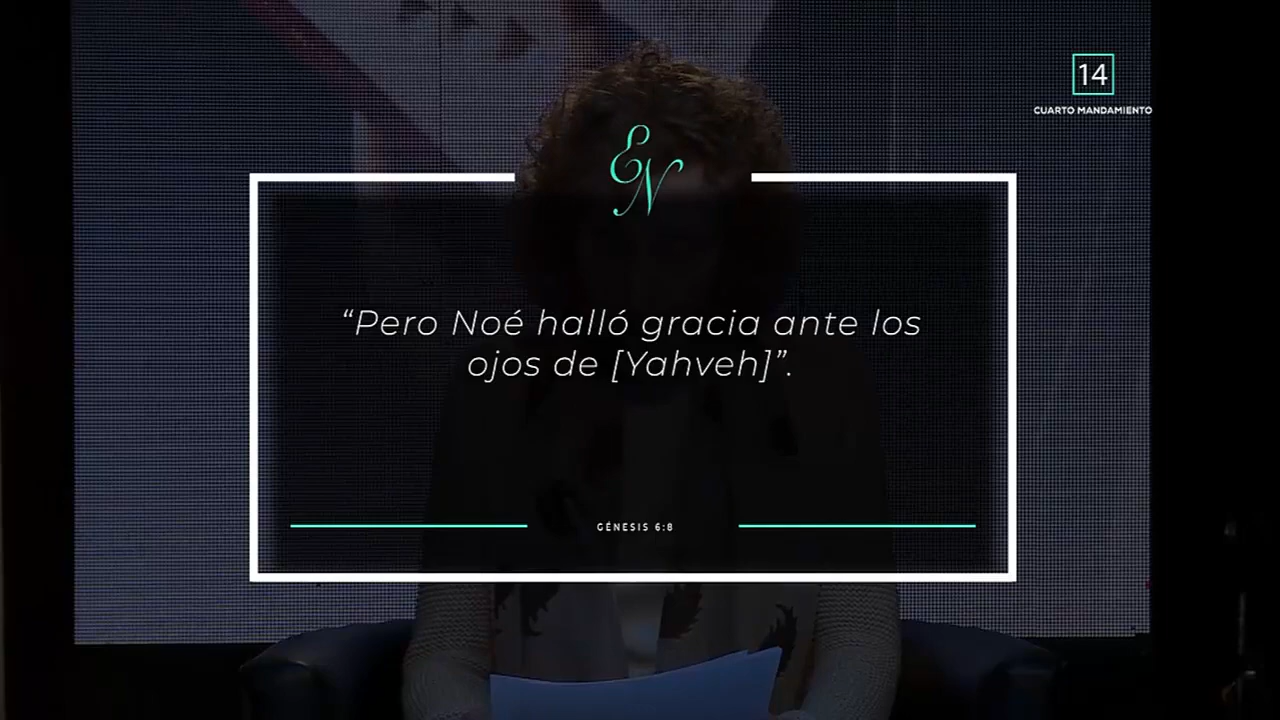 14
CUARTO MANDAMIENTO
EN
“Pero Noé halló gracia ante los
ojos de [Yahveh]”.
GÉNESIS 6:8